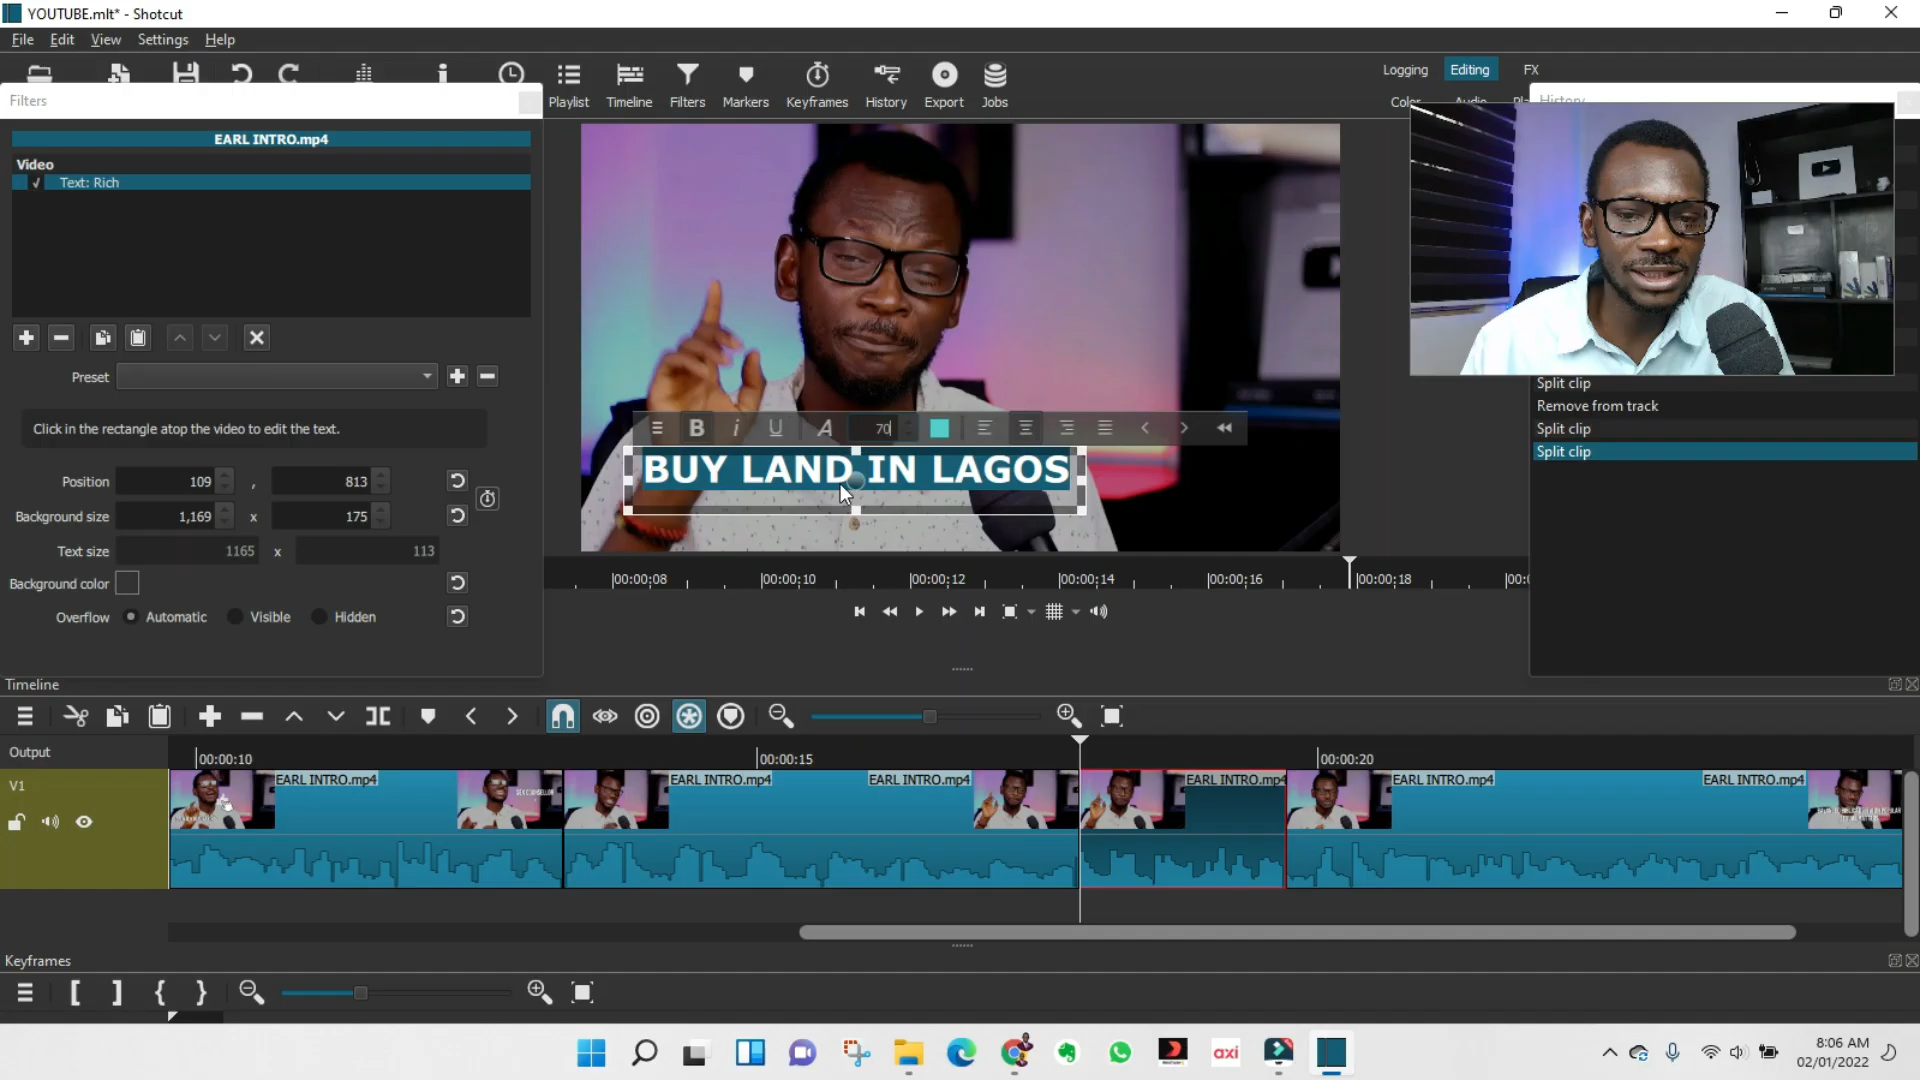 YOUTUBE.mlt* - Shotcut
File Edit View Settings Help
Playlist Timeline Filters Markers Keyframes History Export Jobs
Logging Editing FX
Filters
EARL INTRO.mp4
Video
Text: Rich
Preset
Click in the rectangle atop the video to edit the text.
Position 109 , 813
Background size 1,169 x 175
Text size 1165 x 113
Background color
Overflow Automatic Visible Hidden
B i U A 70
BUY LAND IN LAGOS
00:00:08 00:00:10 00:00:12 00:00:14 00:00:16 00:00:18
Split clip
Remove from track
Split clip
Split clip
Timeline
Output
00:00:10 00:00:15 00:00:20
V1
EARL INTRO.mp4 EARL INTRO.mp4 EARL INTRO.mp4 EARL INTRO.mp4 EARL INTRO.mp4 EARL INTRO.mp4
Keyframes
axi
8:06 AM
02/01/2022